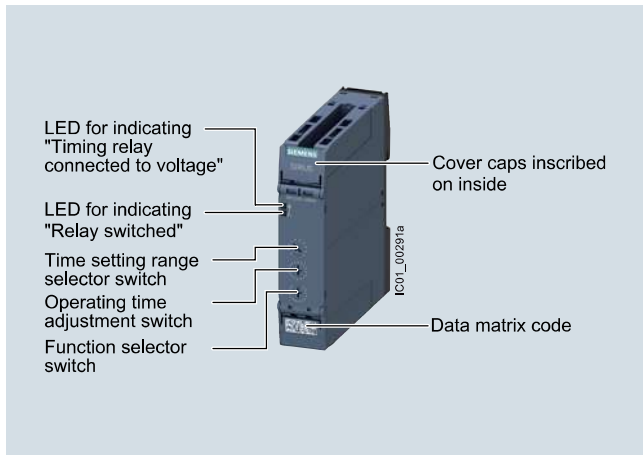 LED for indicating
"Timing relay
connected to voltage"
LED for indicating
"Relay switched"
Time setting range
selector switch
Operating time
adjustment switch
Function selector
switch
SIEMENS
SIRIUS
Cover caps inscribed
on inside
IC01_00291a
Data matrix code